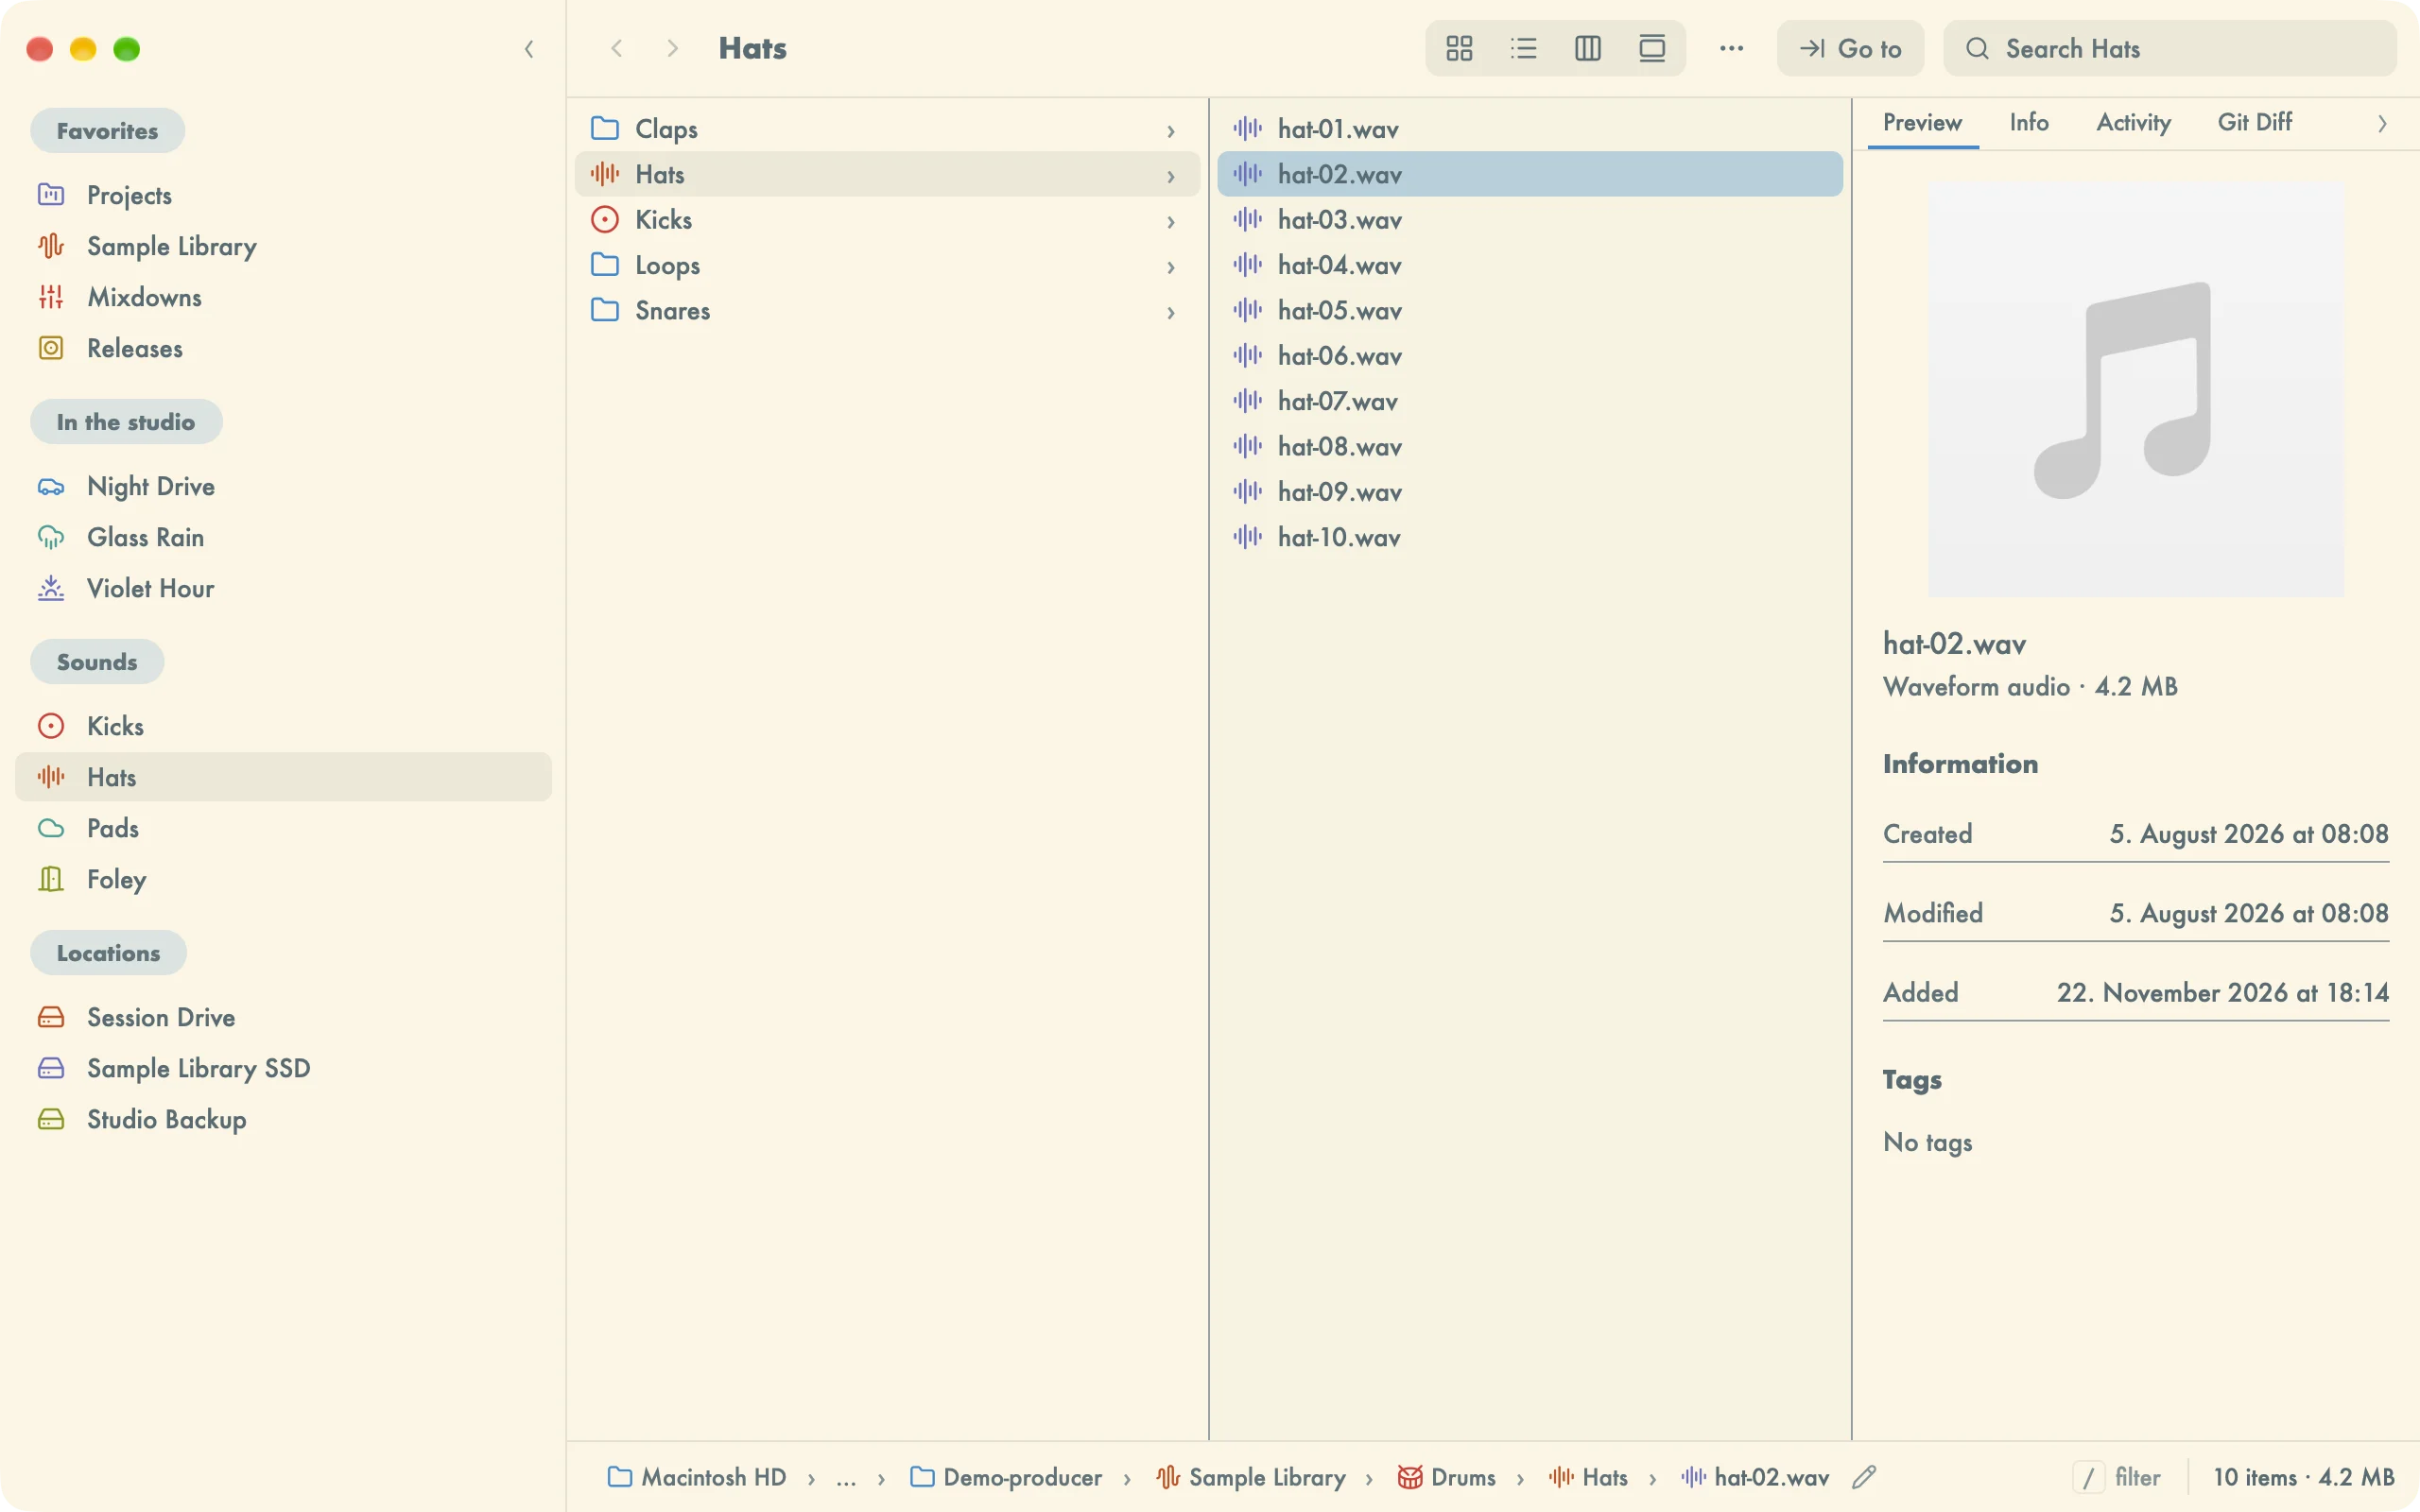 Hats
Go to
Search Hats
Favorites
Projects
Sample Library
Mixdowns
Releases
In the studio
Night Drive
Glass Rain
Violet Hour
Sounds
Kicks
Hats
Pads
Foley
Locations
Session Drive
Sample Library SSD
Studio Backup
Claps
Hats
Kicks
Loops
Snares
hat-01.wav
hat-02.wav
hat-03.wav
hat-04.wav
hat-05.wav
hat-06.wav
hat-07.wav
hat-08.wav
hat-09.wav
hat-10.wav
Preview Info Activity Git Diff
hat-02.wav
Waveform audio · 4.2 MB
Information
Created 5. August 2026 at 08:08
Modified 5. August 2026 at 08:08
Added 22. November 2026 at 18:14
Tags
No tags
Macintosh HD › ... › Demo-producer › Sample Library › Drums › Hats › hat-02.wav
/ filter
10 items · 4.2 MB